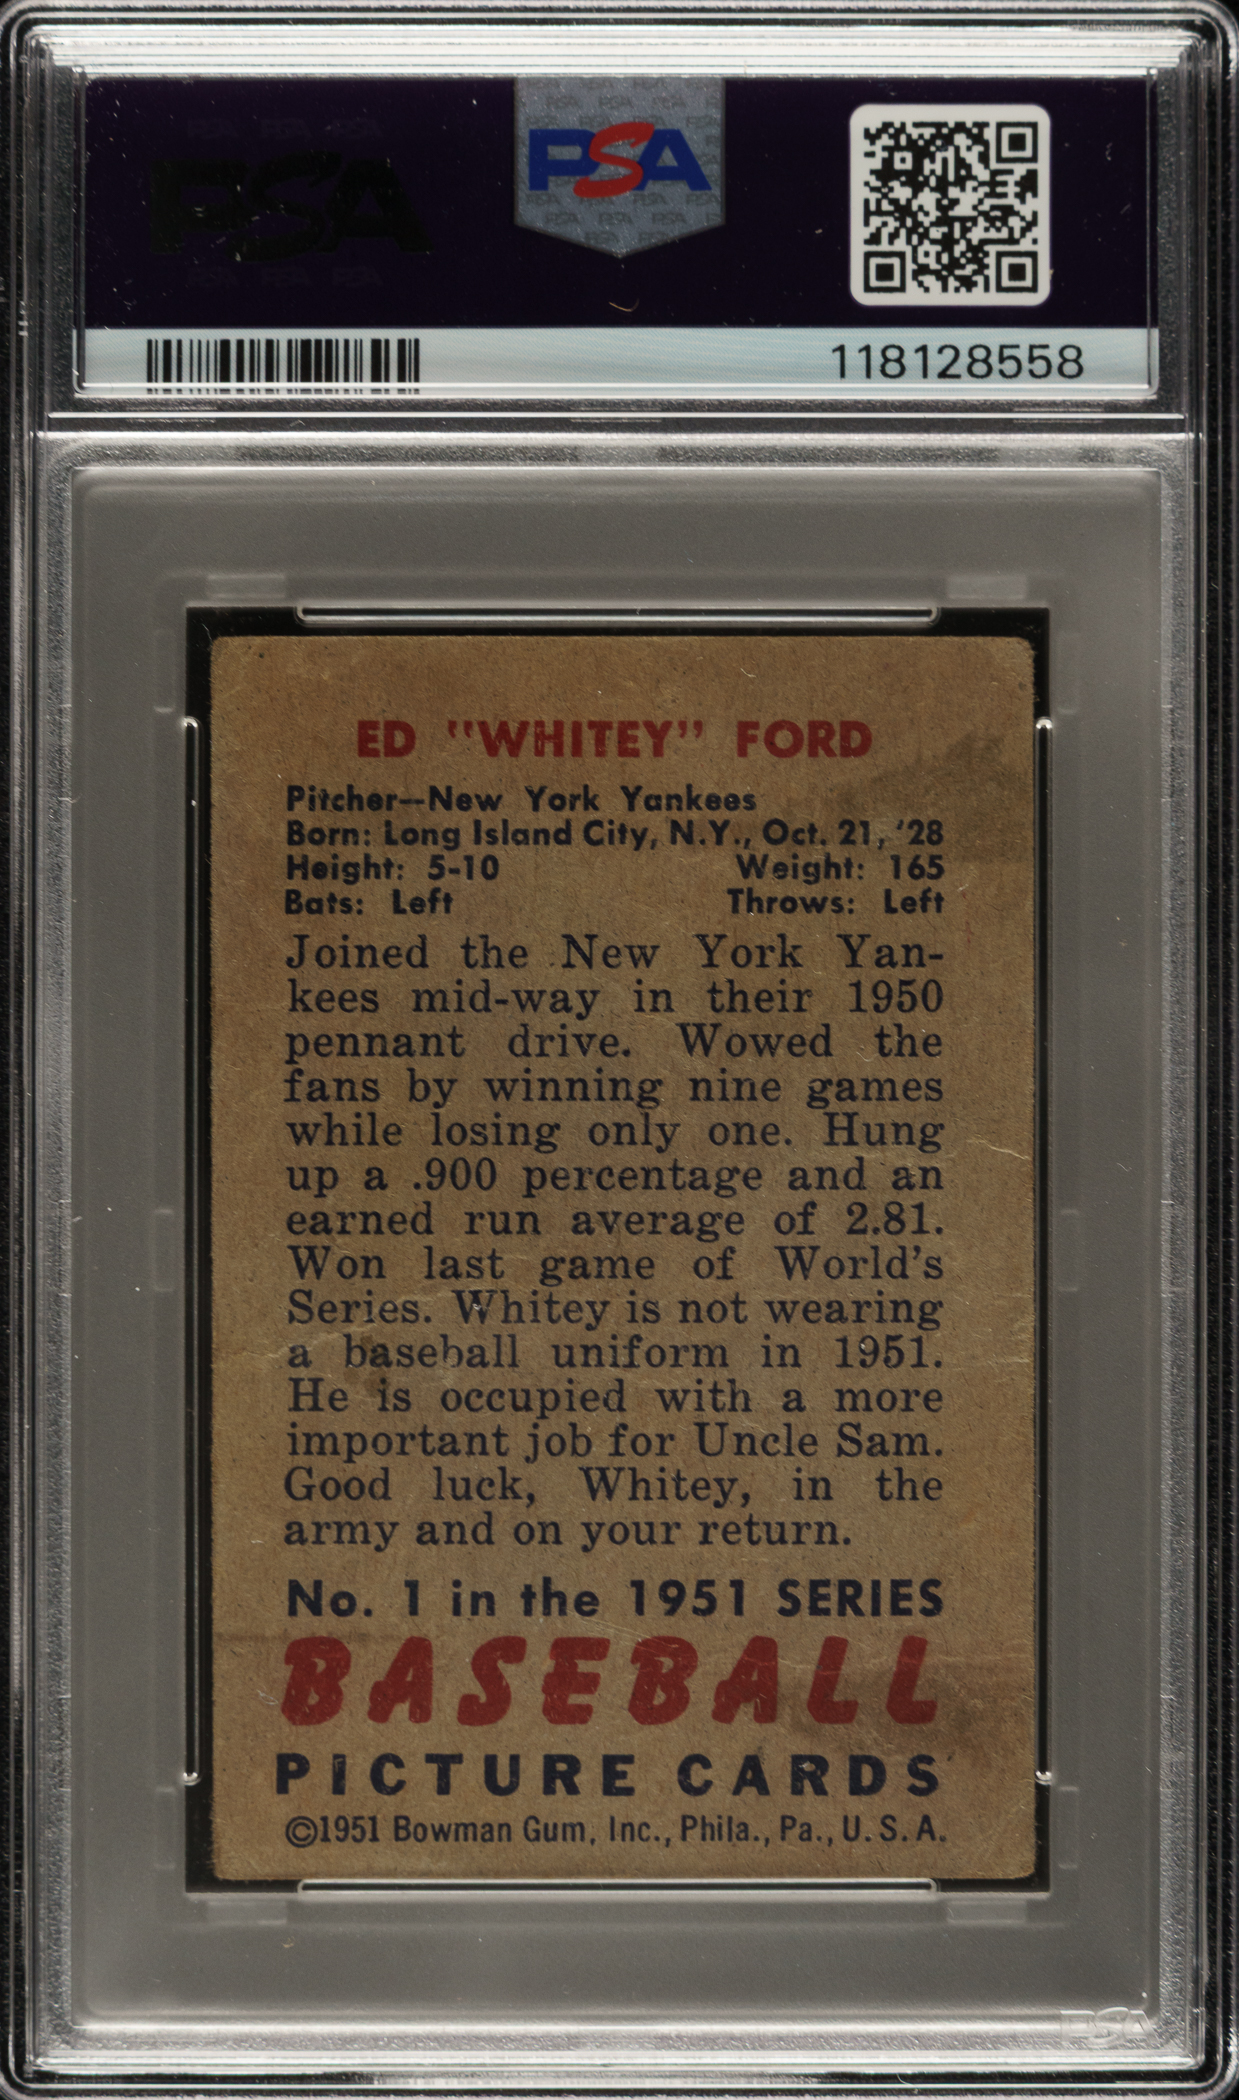 PSA
PSA
118128558
ED "WHITEY" FORD
Pitcher—New York Yankees
Born: Long Island City, N.Y., Oct. 21, '28
Height: 5-10 Weight: 165
Bats: Left Throws: Left
Joined the New York Yan-
kees mid-way in their 1950
pennant drive. Wowed the
fans by winning nine games
while losing only one. Hung
up a .900 percentage and an
earned run average of 2.81.
Won last game of World's
Series. Whitey is not wearing
a baseball uniform in 1951.
He is occupied with a more
important job for Uncle Sam.
Good luck, Whitey, in the
army and on your return.
No. 1 in the 1951 SERIES
BASEBALL
PICTURE CARDS
©1951 Bowman Gum, Inc., Phila., Pa., U.S.A.
PSA